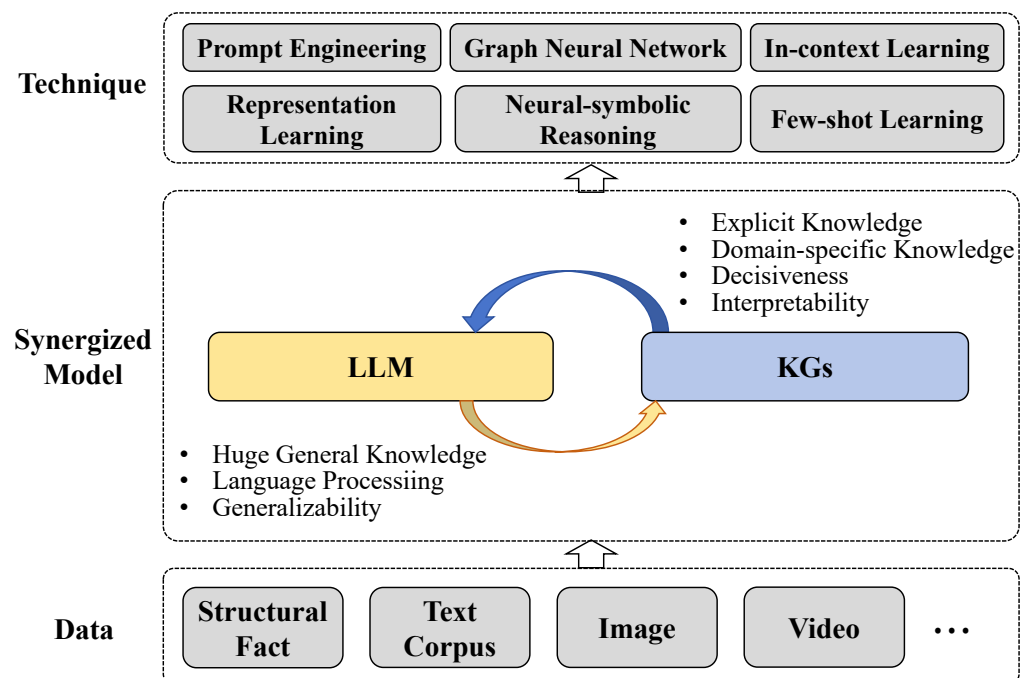 Technique
Prompt Engineering
Graph Neural Network
In-context Learning
Representation
Learning
Neural-symbolic
Reasoning
Few-shot Learning
Synergized
Model
• Explicit Knowledge
• Domain-specific Knowledge
• Decisiveness
• Interpretability
LLM
KGs
• Huge General Knowledge
• Language Processiing
• Generalizability
Data
Structural
Fact
Text
Corpus
Image
Video
...